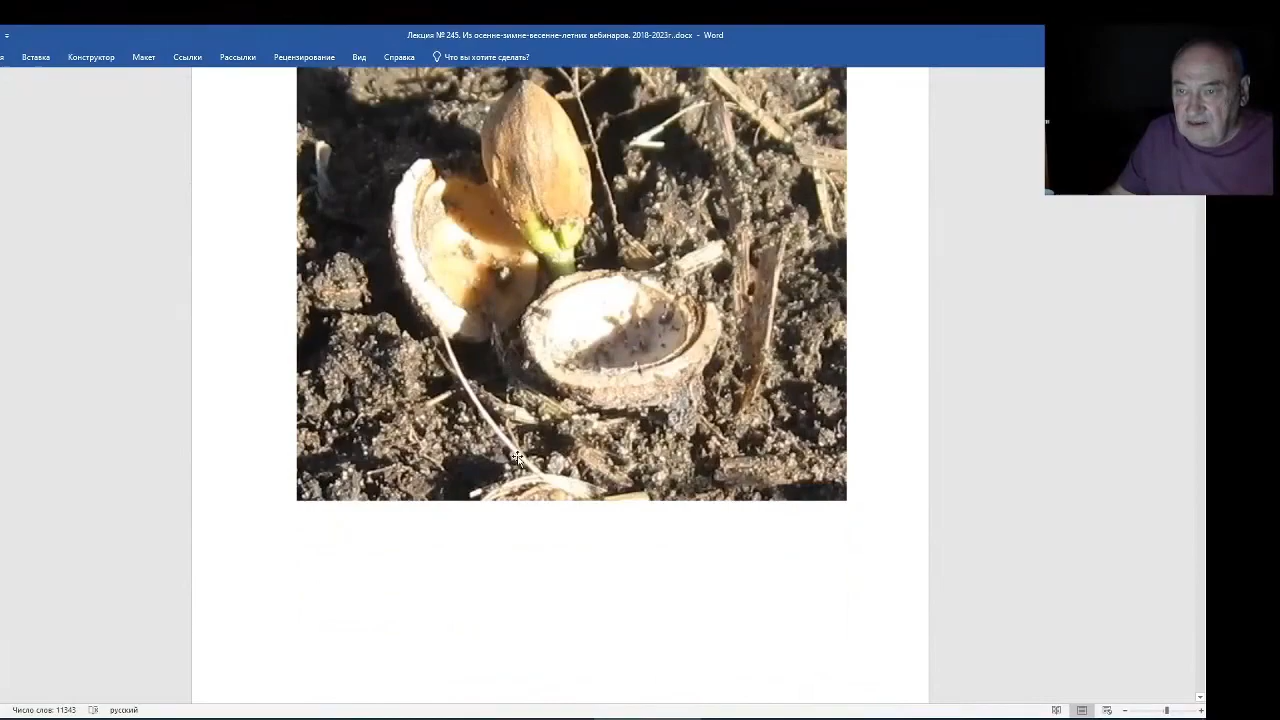 Лекция № 245. Из осенне-зимне-весенне-летних вебинаров. 2018-2023г..docx - Word
я Вставка Конструктор Макет Ссылки Рассылки Рецензирование Вид Справка Что вы хотите сделать?
Число слов: 11343 русский